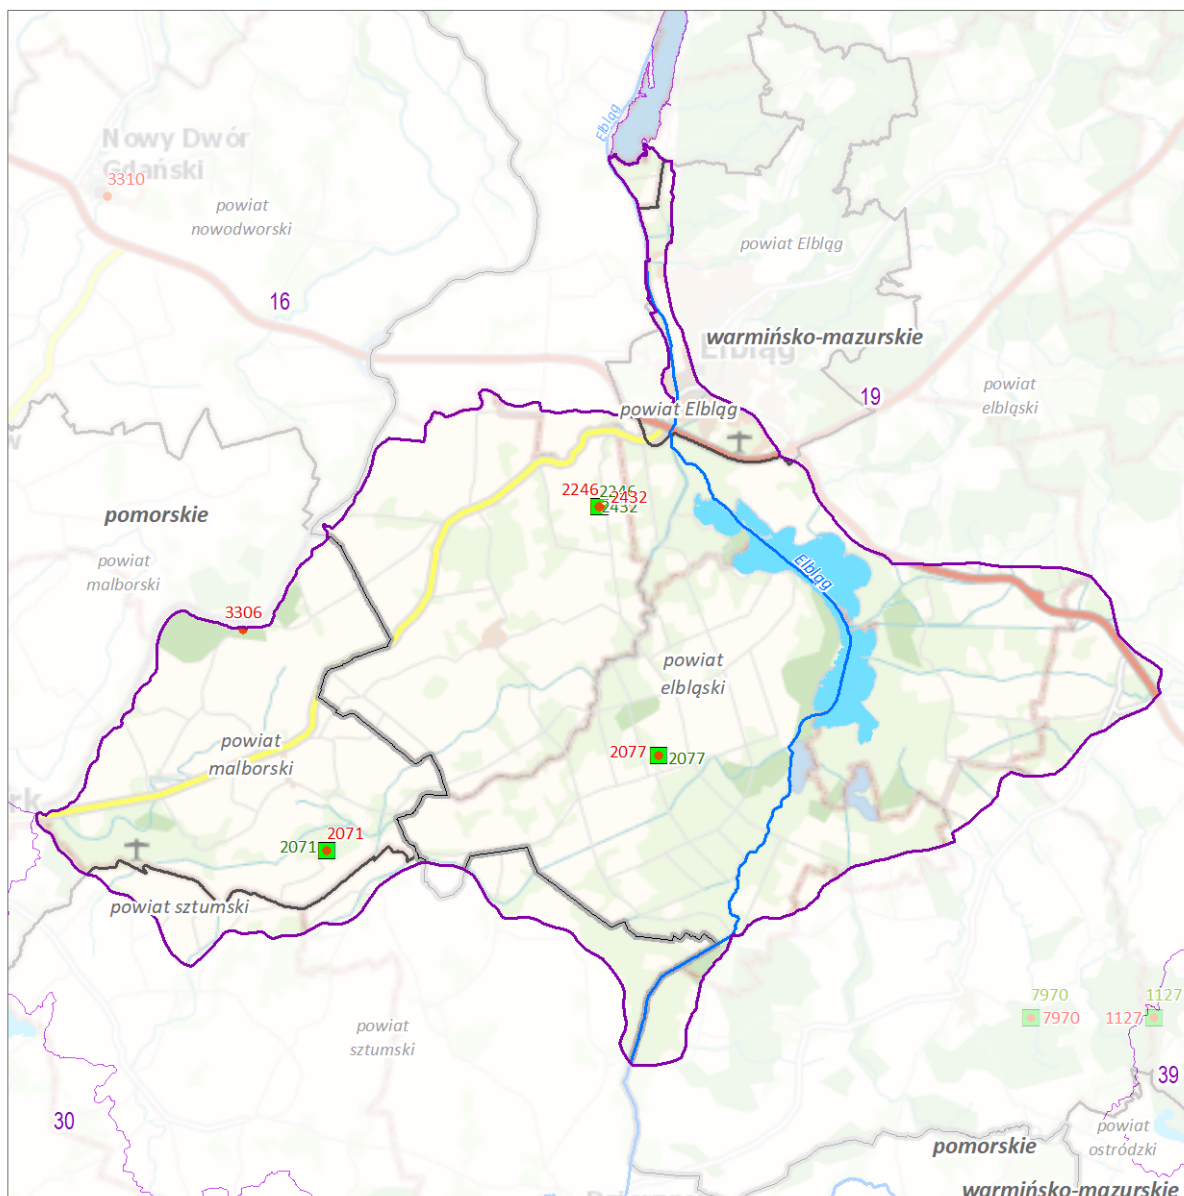 Elbląg
Nowy Dwór
Gdański
3310
powiat
nowodworski
powiat Elbląg
16
warmińsko-mazurskie
Elbląg
19
powiat
elbląski
powiat Elbląg
pomorskie
2246 2246
2432
2432
powiat
malborski
Elbląg
3306
powiat
elbląski
powiat
malborski
2077 2077
rk
2071 2071
powiat sztumski
7970
7970
1127
1127
powiat
sztumski
39
30
pomorskie
powiat
ostródzki
warmińsko-mazurskie